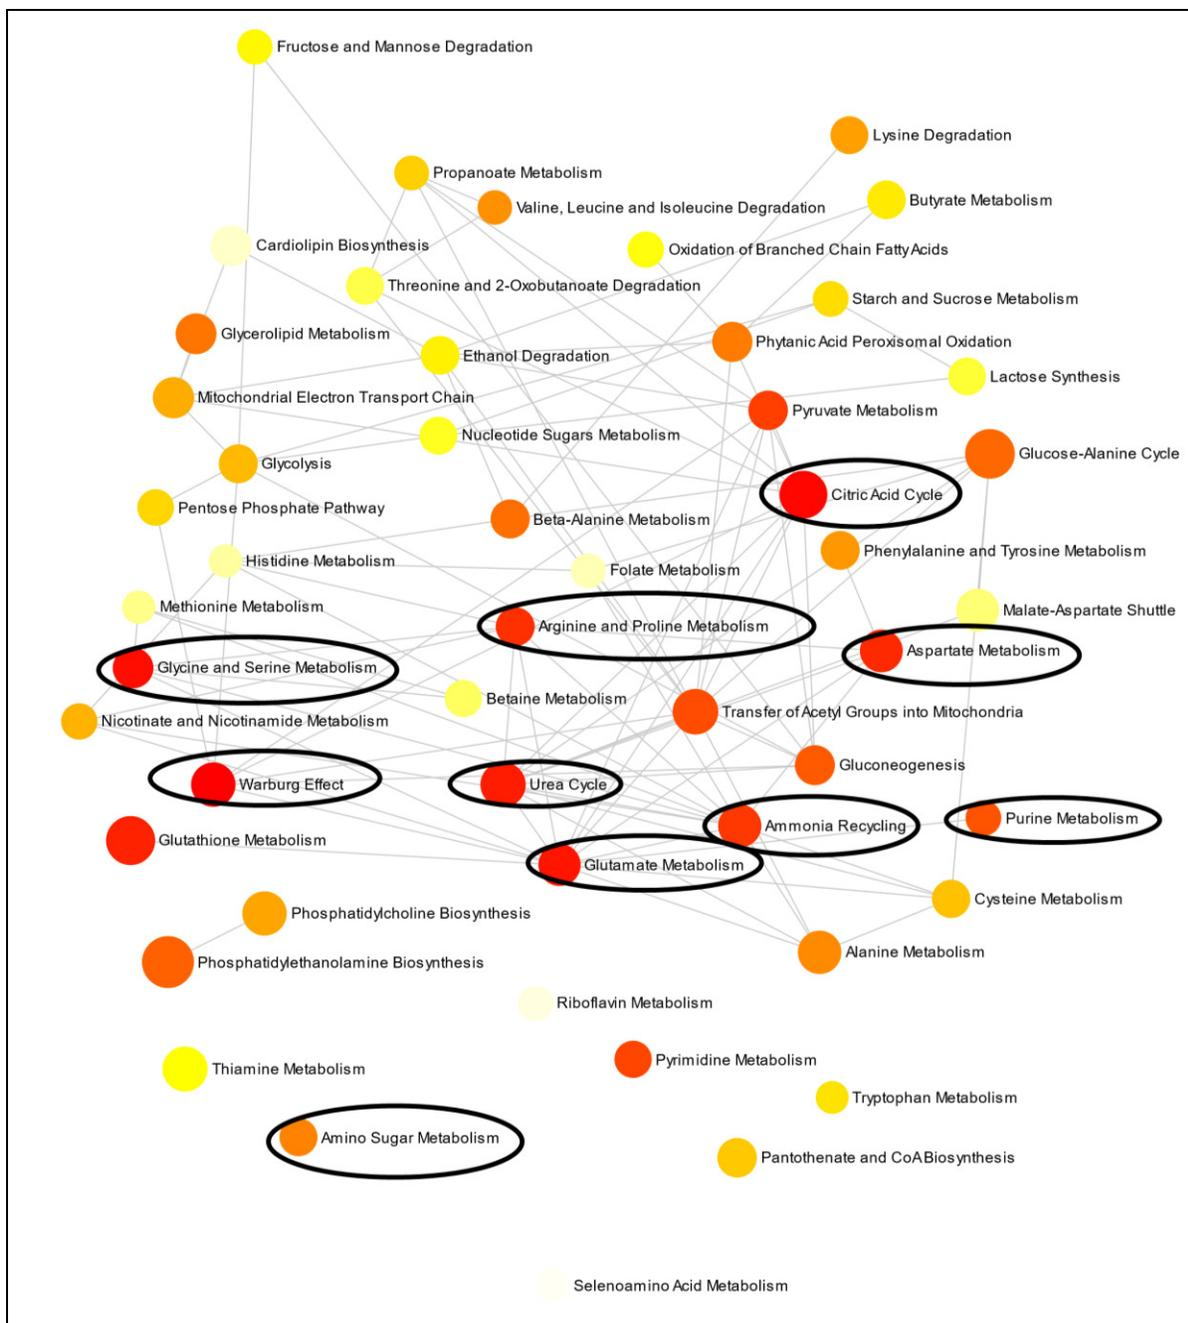 Fructose and Mannose Degradation
Lysine Degradation
Propanoate Metabolism
Butyrate Metabolism
Valine, Leucine and Isoleucine Degradation
Cardiolipin Biosynthesis
Oxidation of Branched Chain Fatty Acids
Threonine and 2-Oxobutanoate Degradation
Starch and Sucrose Metabolism
Glycerolipid Metabolism
Phytanic Acid Peroxisomal Oxidation
Ethanol Degradation
Lactose Synthesis
Mitochondrial Electron Transport Chain
Pyruvate Metabolism
Nucleotide Sugars Metabolism
Glucose-Alanine Cycle
Glycolysis
Citric Acid Cycle
Pentose Phosphate Pathway
Beta-Alanine Metabolism
Phenylalanine and Tyrosine Metabolism
Histidine Metabolism
Folate Metabolism
Methionine Metabolism
Malate-Aspartate Shuttle
Arginine and Proline Metabolism
Aspartate Metabolism
Glycine and Serine Metabolism
Betaine Metabolism
Transfer of Acetyl Groups into Mitochondria
Nicotinate and Nicotinamide Metabolism
Gluconeogenesis
Warburg Effect
Urea Cycle
Purine Metabolism
Ammonia Recycling
Glutathione Metabolism
Glutamate Metabolism
Cysteine Metabolism
Phosphatidylcholine Biosynthesis
Alanine Metabolism
Phosphatidylethanolamine Biosynthesis
Riboflavin Metabolism
Pyrimidine Metabolism
Thiamine Metabolism
Tryptophan Metabolism
Amino Sugar Metabolism
Pantothenate and CoA Biosynthesis
Selenoamino Acid Metabolism